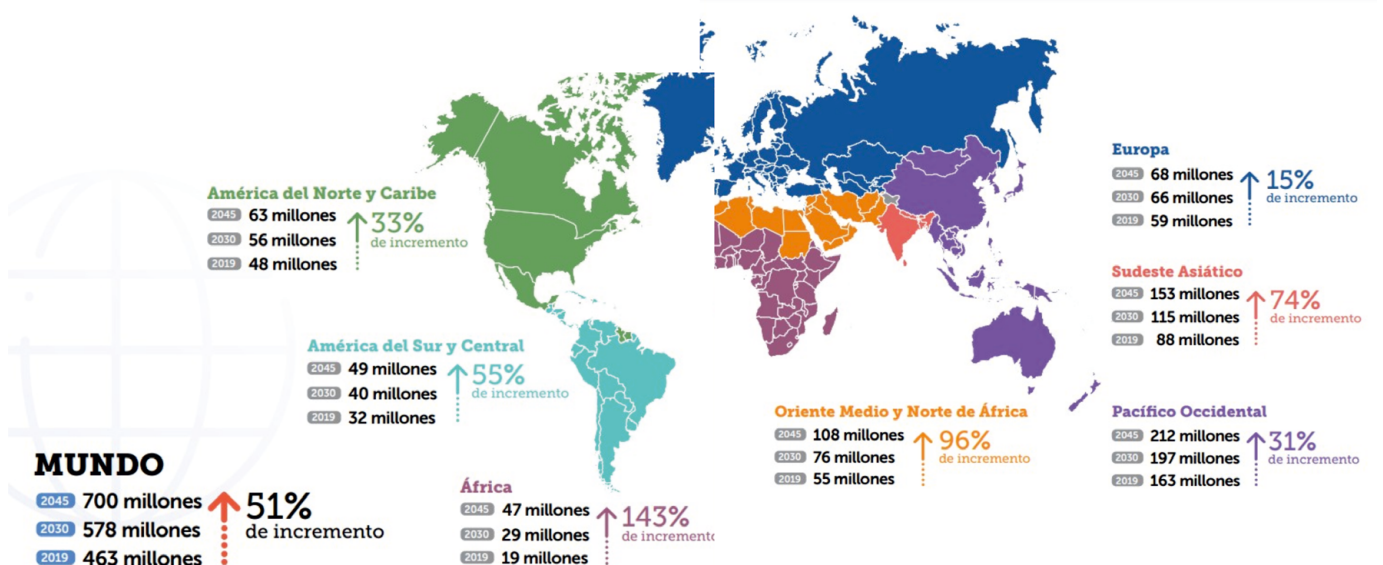 América del Norte y Caribe
2045 63 millones
2030 56 millones
2019 48 millones
33%
de incremento
América del Sur y Central
2045 49 millones
2030 40 millones
2019 32 millones
55%
de incremento
MUNDO
2045 700 millones
2030 578 millones
2019 463 millones
51%
de incremento
África
2045 47 millones
2030 29 millones
2019 19 millones
143%
de incremento
Oriente Medio y Norte de África
2045 108 millones
2030 76 millones
2019 55 millones
96%
de incremento
Europa
2045 68 millones
2030 66 millones
2019 59 millones
15%
de incremento
Sudeste Asiático
2045 153 millones
2030 115 millones
2019 88 millones
74%
de incremento
Pacífico Occidental
2045 212 millones
2030 197 millones
2019 163 millones
31%
de incremento